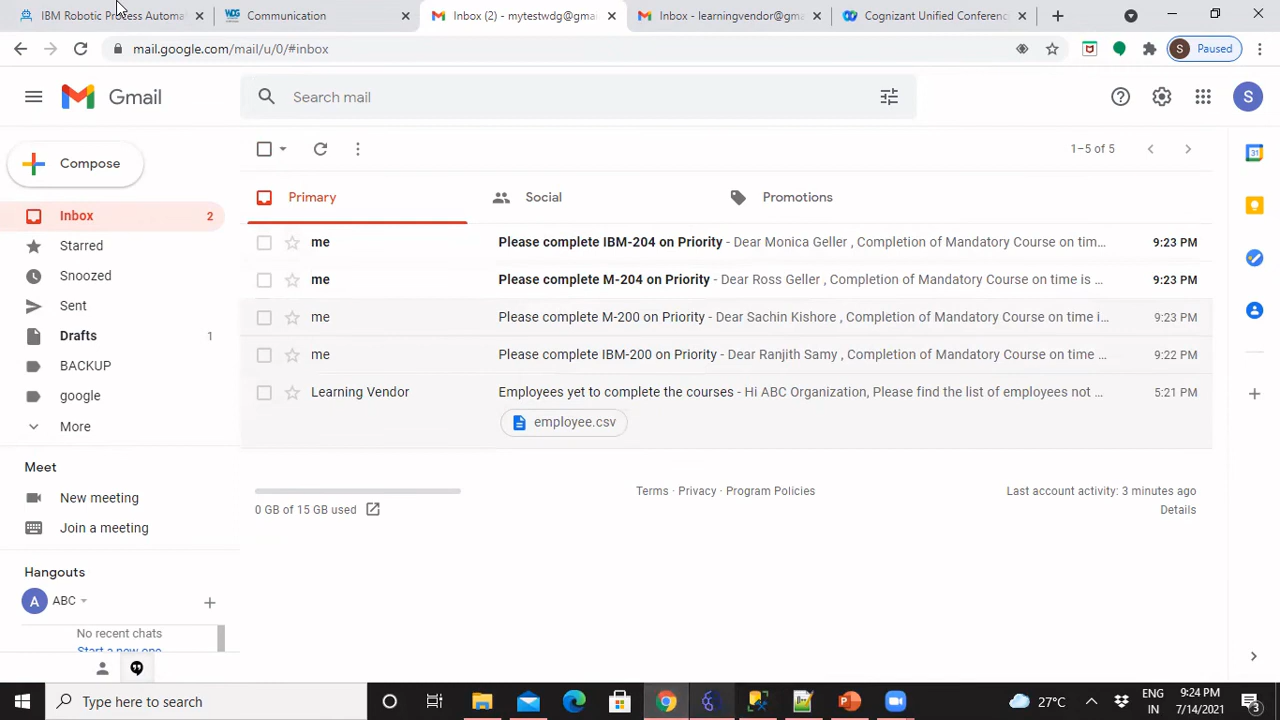 IBM Robotic Process Automat
Communication
Inbox (2) - mytestwdg@gmai
Inbox - learningvendor@gm
Cognizant Unified Conferenc
mail.google.com/mail/u/0/#inbox
S Paused
Gmail
Search mail
S
Compose
1–5 of 5
Primary
Social
Promotions
Inbox 2
Starred
Snoozed
Sent
Drafts 1
BACKUP
google
More
me Please complete IBM-204 on Priority - Dear Monica Geller , Completion of Mandatory Course on tim... 9:23 PM
me Please complete M-204 on Priority - Dear Ross Geller , Completion of Mandatory Course on time is ... 9:23 PM
me Please complete M-200 on Priority - Dear Sachin Kishore , Completion of Mandatory Course on time i... 9:23 PM
me Please complete IBM-200 on Priority - Dear Ranjith Samy , Completion of Mandatory Course on time ... 9:22 PM
Learning Vendor Employees yet to complete the courses - Hi ABC Organization, Please find the list of employees not ... 5:21 PM
employee.csv
Meet
New meeting
Join a meeting
0 GB of 15 GB used
Terms · Privacy · Program Policies
Last account activity: 3 minutes ago
Details
Hangouts
A ABC
No recent chats
Start a new one
Type here to search
27°C
ENG
IN
9:24 PM
7/14/2021
3